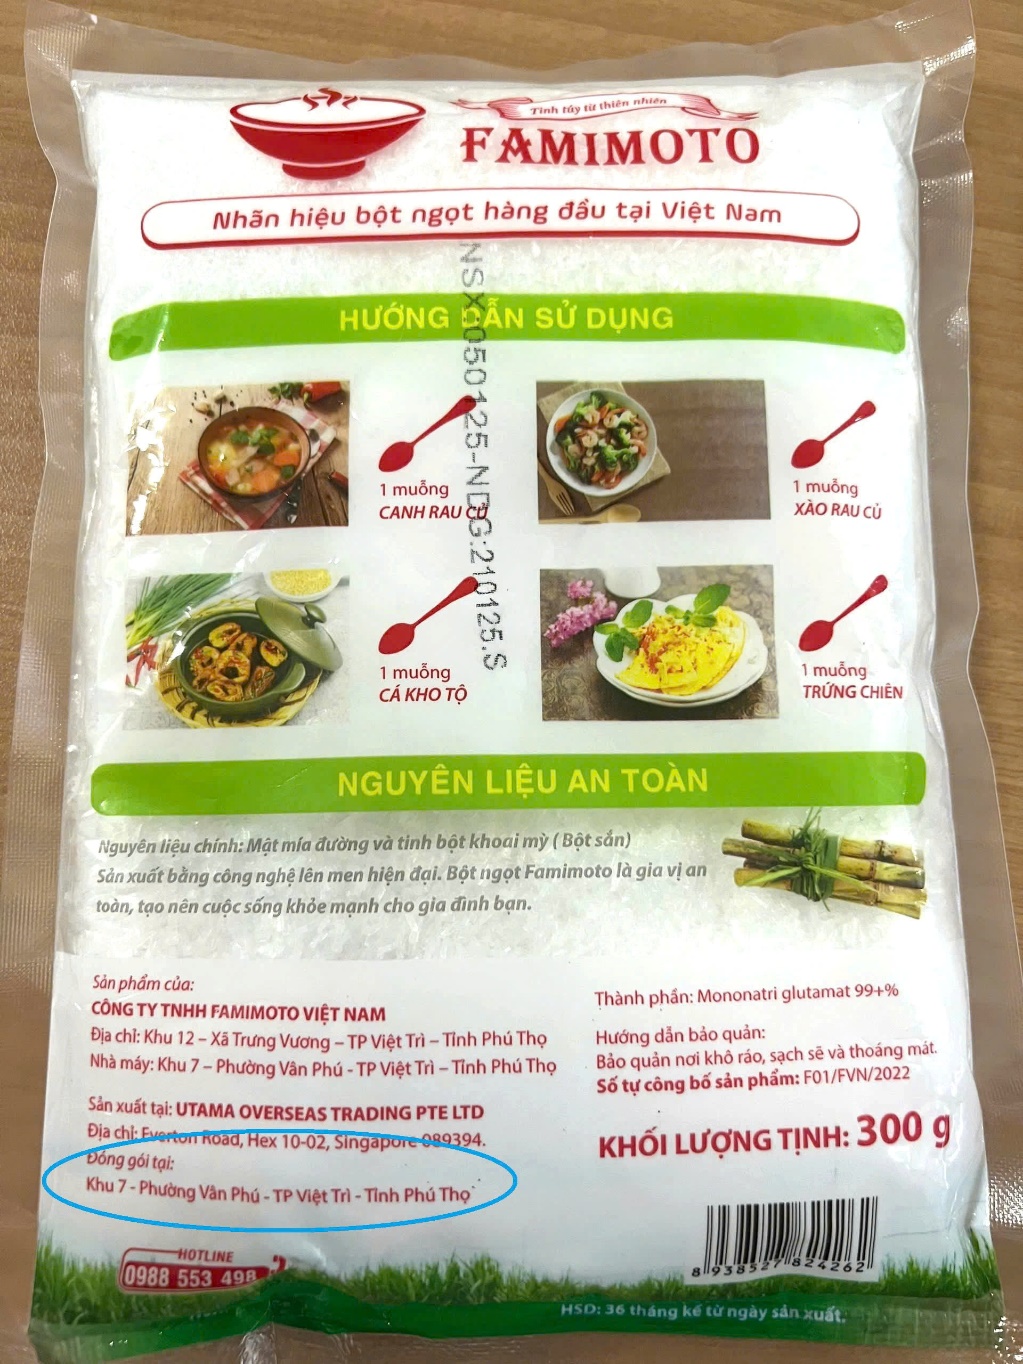 Tinh túy từ thiên nhiên
FAMIMOTO
Nhãn hiệu bột ngọt hàng đầu tại Việt Nam
NSX:050125-NDG:210125.S
HƯỚNG DẪN SỬ DỤNG
1 muỗng
CANH RAU CỦ
1 muỗng
XÀO RAU CỦ
1 muỗng
CÁ KHO TỘ
1 muỗng
TRỨNG CHIÊN
NGUYÊN LIỆU AN TOÀN
Nguyên liệu chính: Mật mía đường và tinh bột khoai mỳ ( Bột sắn)
Sản xuất bằng công nghệ lên men hiện đại. Bột ngọt Famimoto là gia vị an
toàn, tạo nên cuộc sống khỏe mạnh cho gia đình bạn.
Sản phẩm của:
CÔNG TY TNHH FAMIMOTO VIỆT NAM
Địa chỉ: Khu 12 – Xã Trưng Vương – TP Việt Trì – Tỉnh Phú Thọ
Nhà máy: Khu 7 – Phường Vân Phú - TP Việt Trì – Tỉnh Phú Thọ
Sản xuất tại: UTAMA OVERSEAS TRADING PTE LTD
Địa chỉ: Everton Road, Hex 10-02, Singapore 089394.
Đóng gói tại:
Khu 7 - Phường Vân Phú - TP Việt Trì - Tỉnh Phú Thọ
HOTLINE
0988 553 498
Thành phần: Mononatri glutamat 99+%
Hướng dẫn bảo quản:
Bảo quản nơi khô ráo, sạch sẽ và thoáng mát.
Số tự công bố sản phẩm: F01/FVN/2022
KHỐI LƯỢNG TỊNH: 300 g
8 938527 824262
HSD: 36 tháng kể từ ngày sản xuất.